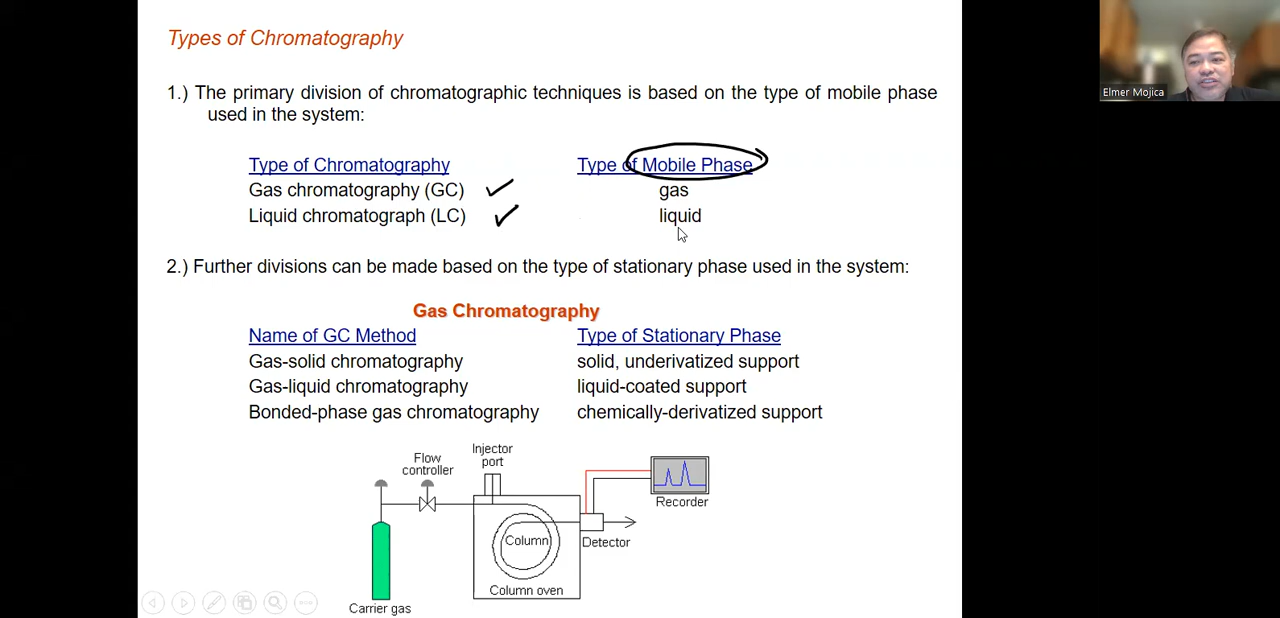 Types of Chromatography
1.) The primary division of chromatographic techniques is based on the type of mobile phase
used in the system:
Type of Chromatography Type of Mobile Phase
Gas chromatography (GC) gas
Liquid chromatograph (LC) liquid
2.) Further divisions can be made based on the type of stationary phase used in the system:
Gas Chromatography
Name of GC Method Type of Stationary Phase
Gas-solid chromatography solid, underivatized support
Gas-liquid chromatography liquid-coated support
Bonded-phase gas chromatography chemically-derivatized support
Flow
controller
Injector
port
Recorder
Column
Detector
Column oven
Carrier gas
Elmer Mojica